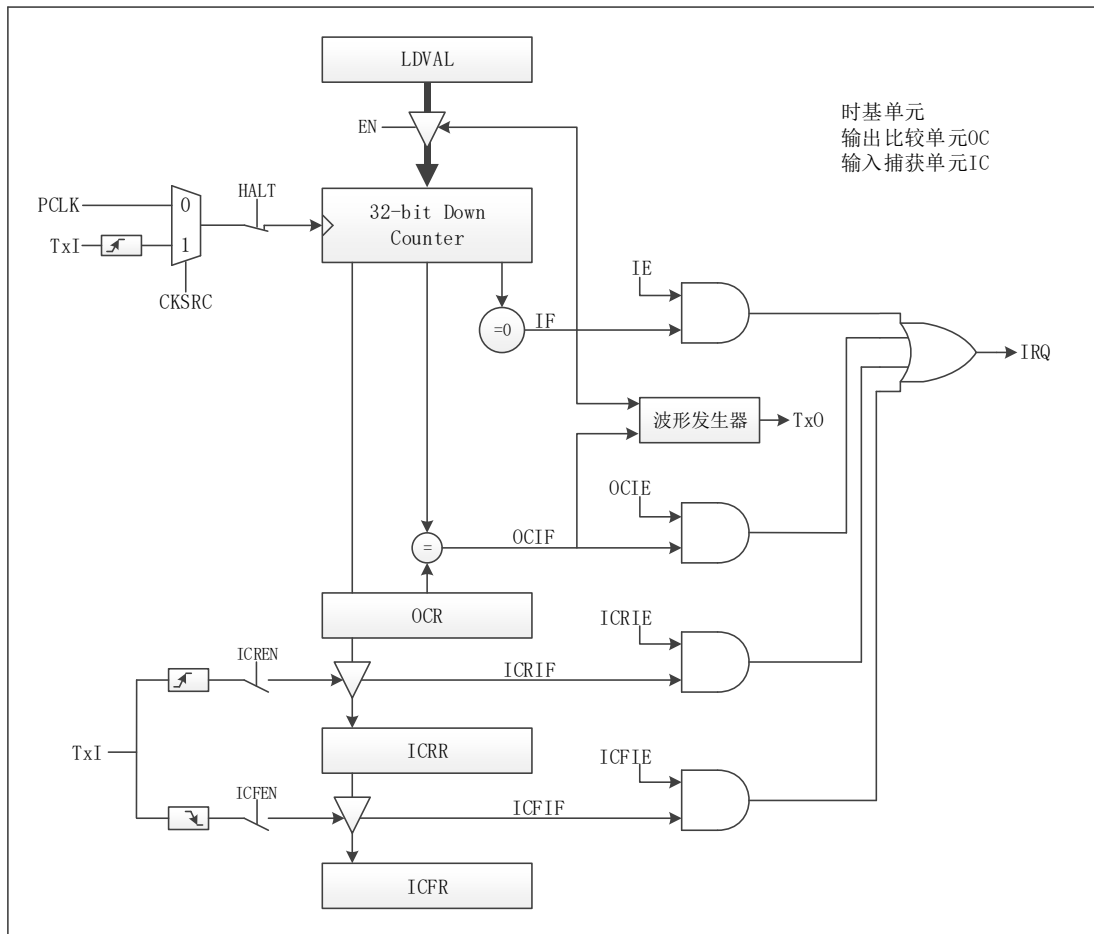 LDVAL
时基单元
输出比较单元OC
输入捕获单元IC
EN
PCLK
0
HALT
32-bit Down
Counter
TxI
1
CKSRC
IE
=0
IF
IRQ
波形发生器
TxO
OCIE
=
OCIF
OCR
ICRIE
ICREN
ICRIF
TxI
ICRR
ICFIE
ICFEN
ICFIF
ICFR